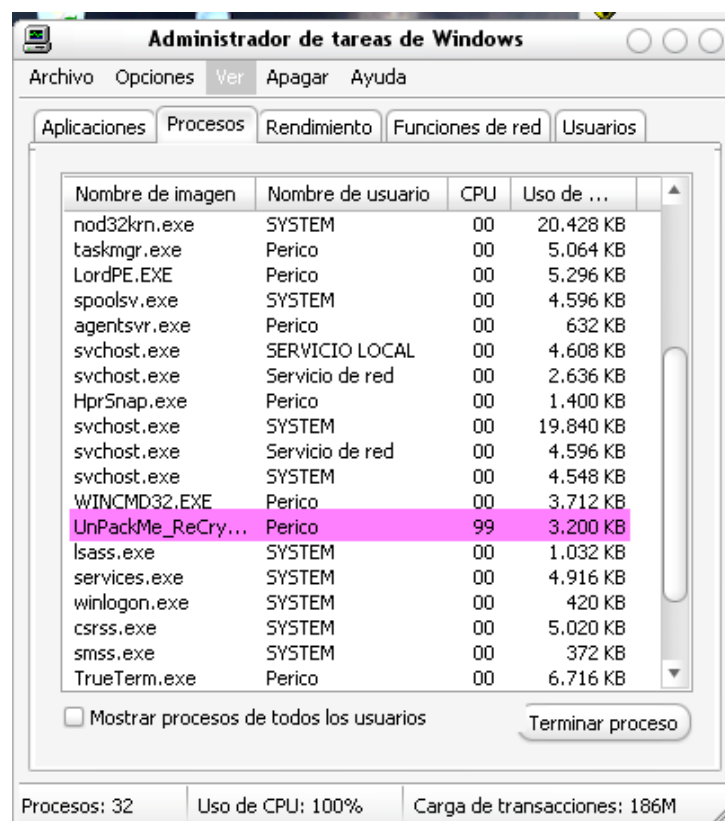 Administrador de tareas de Windows
Archivo Opciones Ver Apagar Ayuda
Aplicaciones Procesos Rendimiento Funciones de red Usuarios
Nombre de imagen Nombre de usuario CPU Uso de ...
nod32krn.exe SYSTEM 00 20.428 KB
taskmgr.exe Perico 00 5.064 KB
LordPE.EXE Perico 00 5.296 KB
spoolsv.exe SYSTEM 00 4.596 KB
agentsvr.exe Perico 00 632 KB
svchost.exe SERVICIO LOCAL 00 4.608 KB
svchost.exe Servicio de red 00 2.636 KB
HprSnap.exe Perico 00 1.400 KB
svchost.exe SYSTEM 00 19.840 KB
svchost.exe Servicio de red 00 4.596 KB
svchost.exe SYSTEM 00 4.548 KB
WINCMD32.EXE Perico 00 3.712 KB
UnPackMe_ReCry... Perico 99 3.200 KB
lsass.exe SYSTEM 00 1.032 KB
services.exe SYSTEM 00 4.916 KB
winlogon.exe SYSTEM 00 420 KB
csrss.exe SYSTEM 00 5.020 KB
smss.exe SYSTEM 00 372 KB
TrueTerm.exe Perico 00 6.716 KB
Mostrar procesos de todos los usuarios Terminar proceso
Procesos: 32 Uso de CPU: 100% Carga de transacciones: 186M